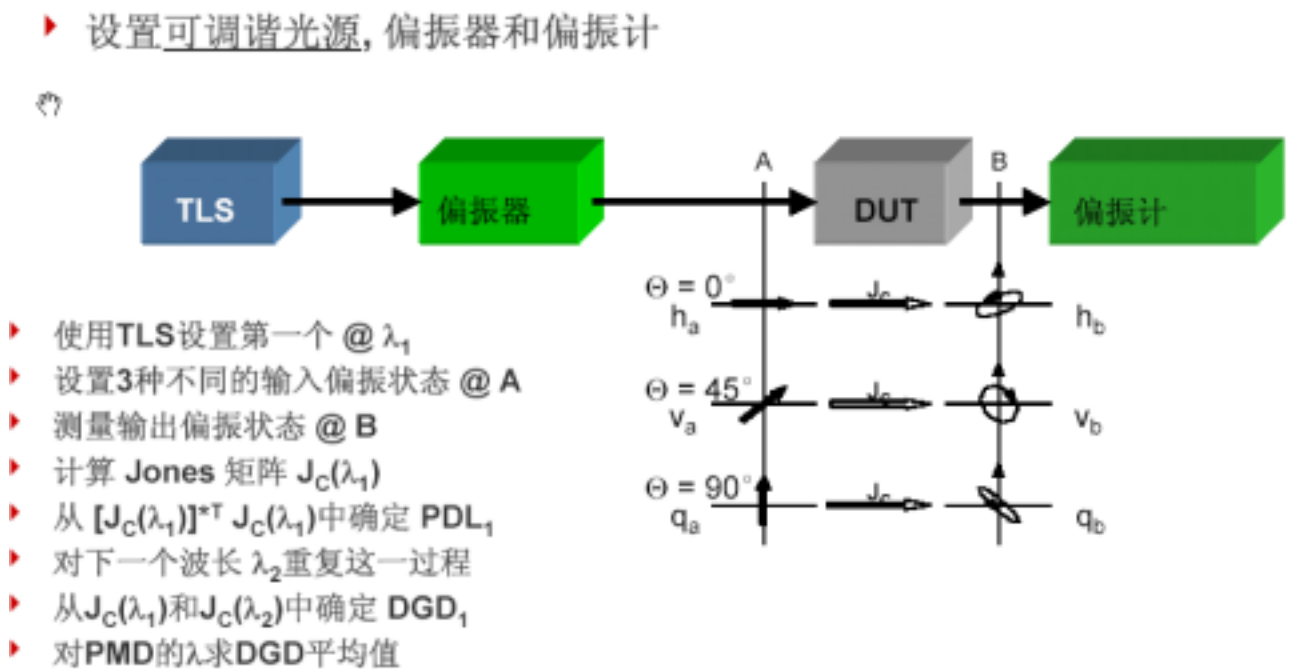 设置可调谐光源, 偏振器和偏振计
A
B
TLS
偏振器
DUT
偏振计
Θ = 0°
h_a
J_C
h_b
Θ = 45°
v_a
J_C
v_b
Θ = 90°
q_a
J_C
q_b
使用TLS设置第一个 @ λ₁
设置3种不同的输入偏振状态 @ A
测量输出偏振状态 @ B
计算 Jones 矩阵 J_C(λ₁)
从 [J_C(λ₁)]*ᵀ J_C(λ₁)中确定 PDL₁
对下一个波长 λ₂重复这一过程
从J_C(λ₁)和J_C(λ₂)中确定 DGD₁
对PMD的λ求DGD平均值